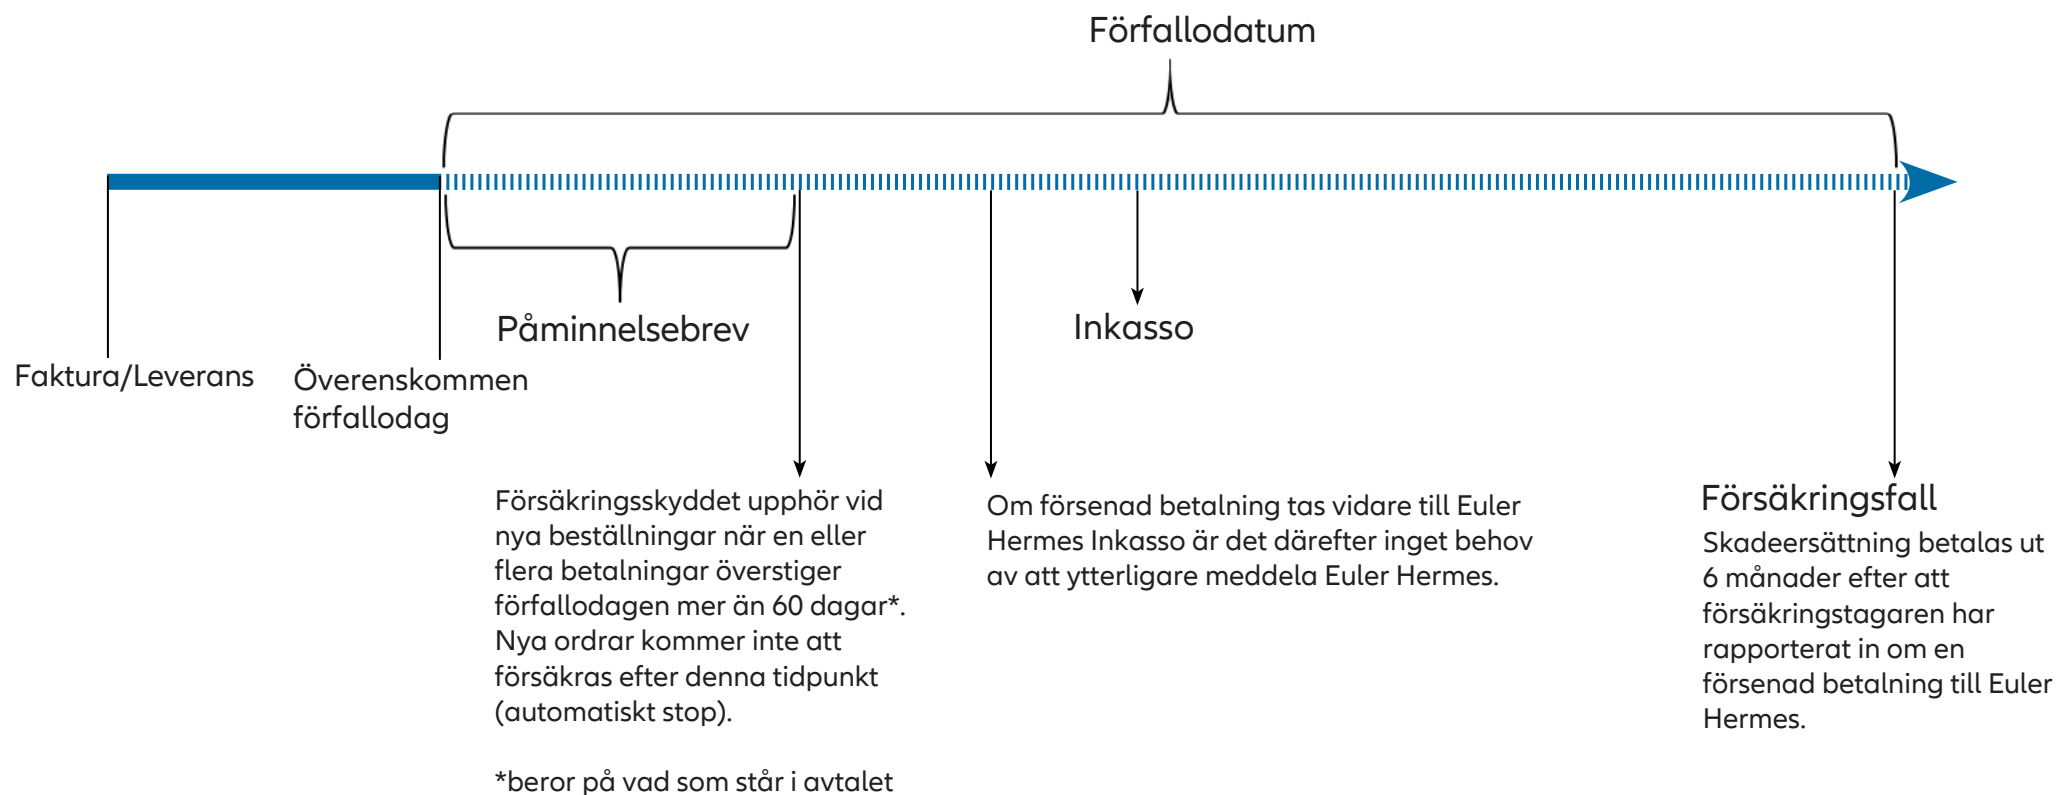 Förfallodatum
Påminnelsebrev
Inkasso
Faktura/Leverans
Överenskommen
förfallodag
Försäkringsskyddet upphör vid
nya beställningar när en eller
flera betalningar överstiger
förfallodagen mer än 60 dagar*.
Nya ordrar kommer inte att
försäkras efter denna tidpunkt
(automatiskt stop).
*beror på vad som står i avtalet
Om försenad betalning tas vidare till Euler
Hermes Inkasso är det därefter inget behov
av att ytterligare meddela Euler Hermes.
Försäkringsfall
Skadeersättning betalas ut
6 månader efter att
försäkringstagaren har
rapporterat in om en
försenad betalning till Euler
Hermes.